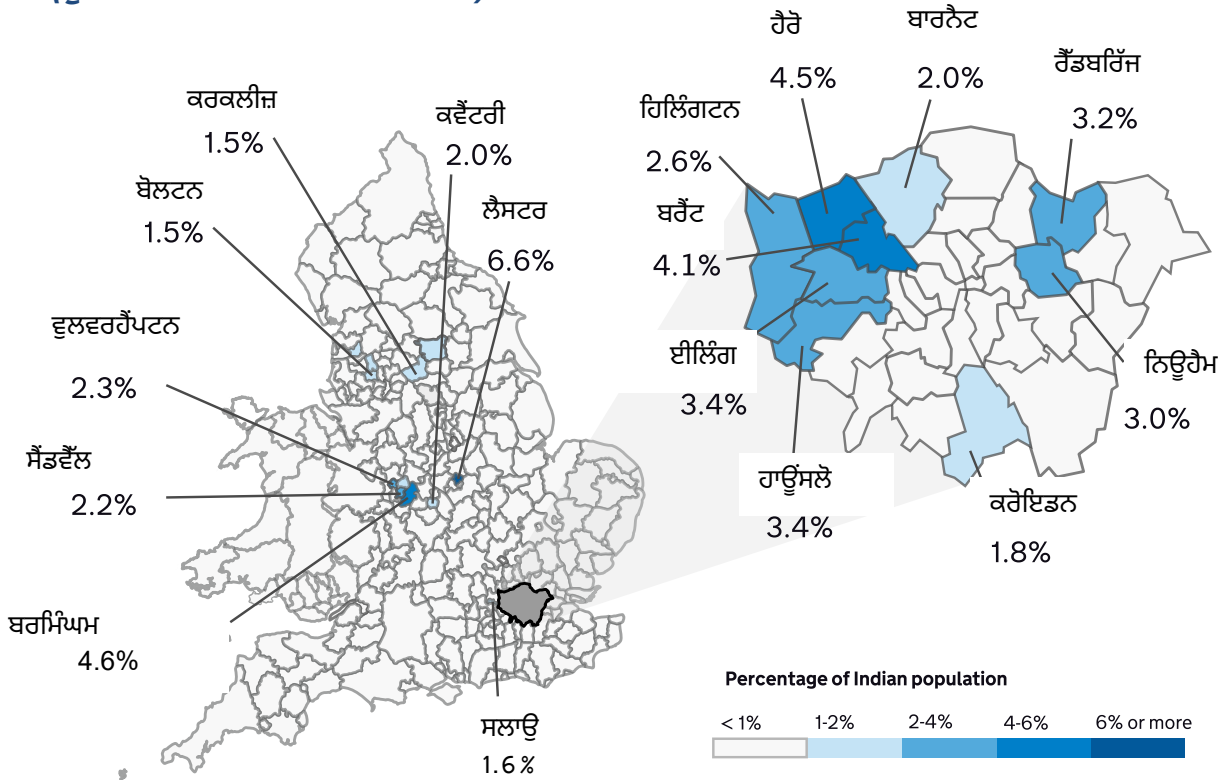 ਕਰਕਲੀਜ਼
1.5%
ਕਵੈਂਟਰੀ
2.0%
ਬੋਲਟਨ
1.5%
ਲੈਸਟਰ
6.6%
ਵੁਲਵਰਹੈਂਪਟਨ
2.3%
ਸੈਂਡਵੈੱਲ
2.2%
ਬਰਮਿੰਘਮ
4.6%
ਸਲਾਉ
1.6 %
ਹੈਰੋ
4.5%
ਬਾਰਨੈਟ
2.0%
ਰੈੱਡਬਰਿੱਜ
3.2%
ਹਿਲਿੰਗਟਨ
2.6%
ਬਰੈਂਟ
4.1%
ਈਲਿੰਗ
3.4%
ਨਿਊਹੈਮ
3.0%
ਹਾਊਂਸਲੋ
3.4%
ਕਰੋਇਡਨ
1.8%
Percentage of Indian population
< 1% 1-2% 2-4% 4-6% 6% or more